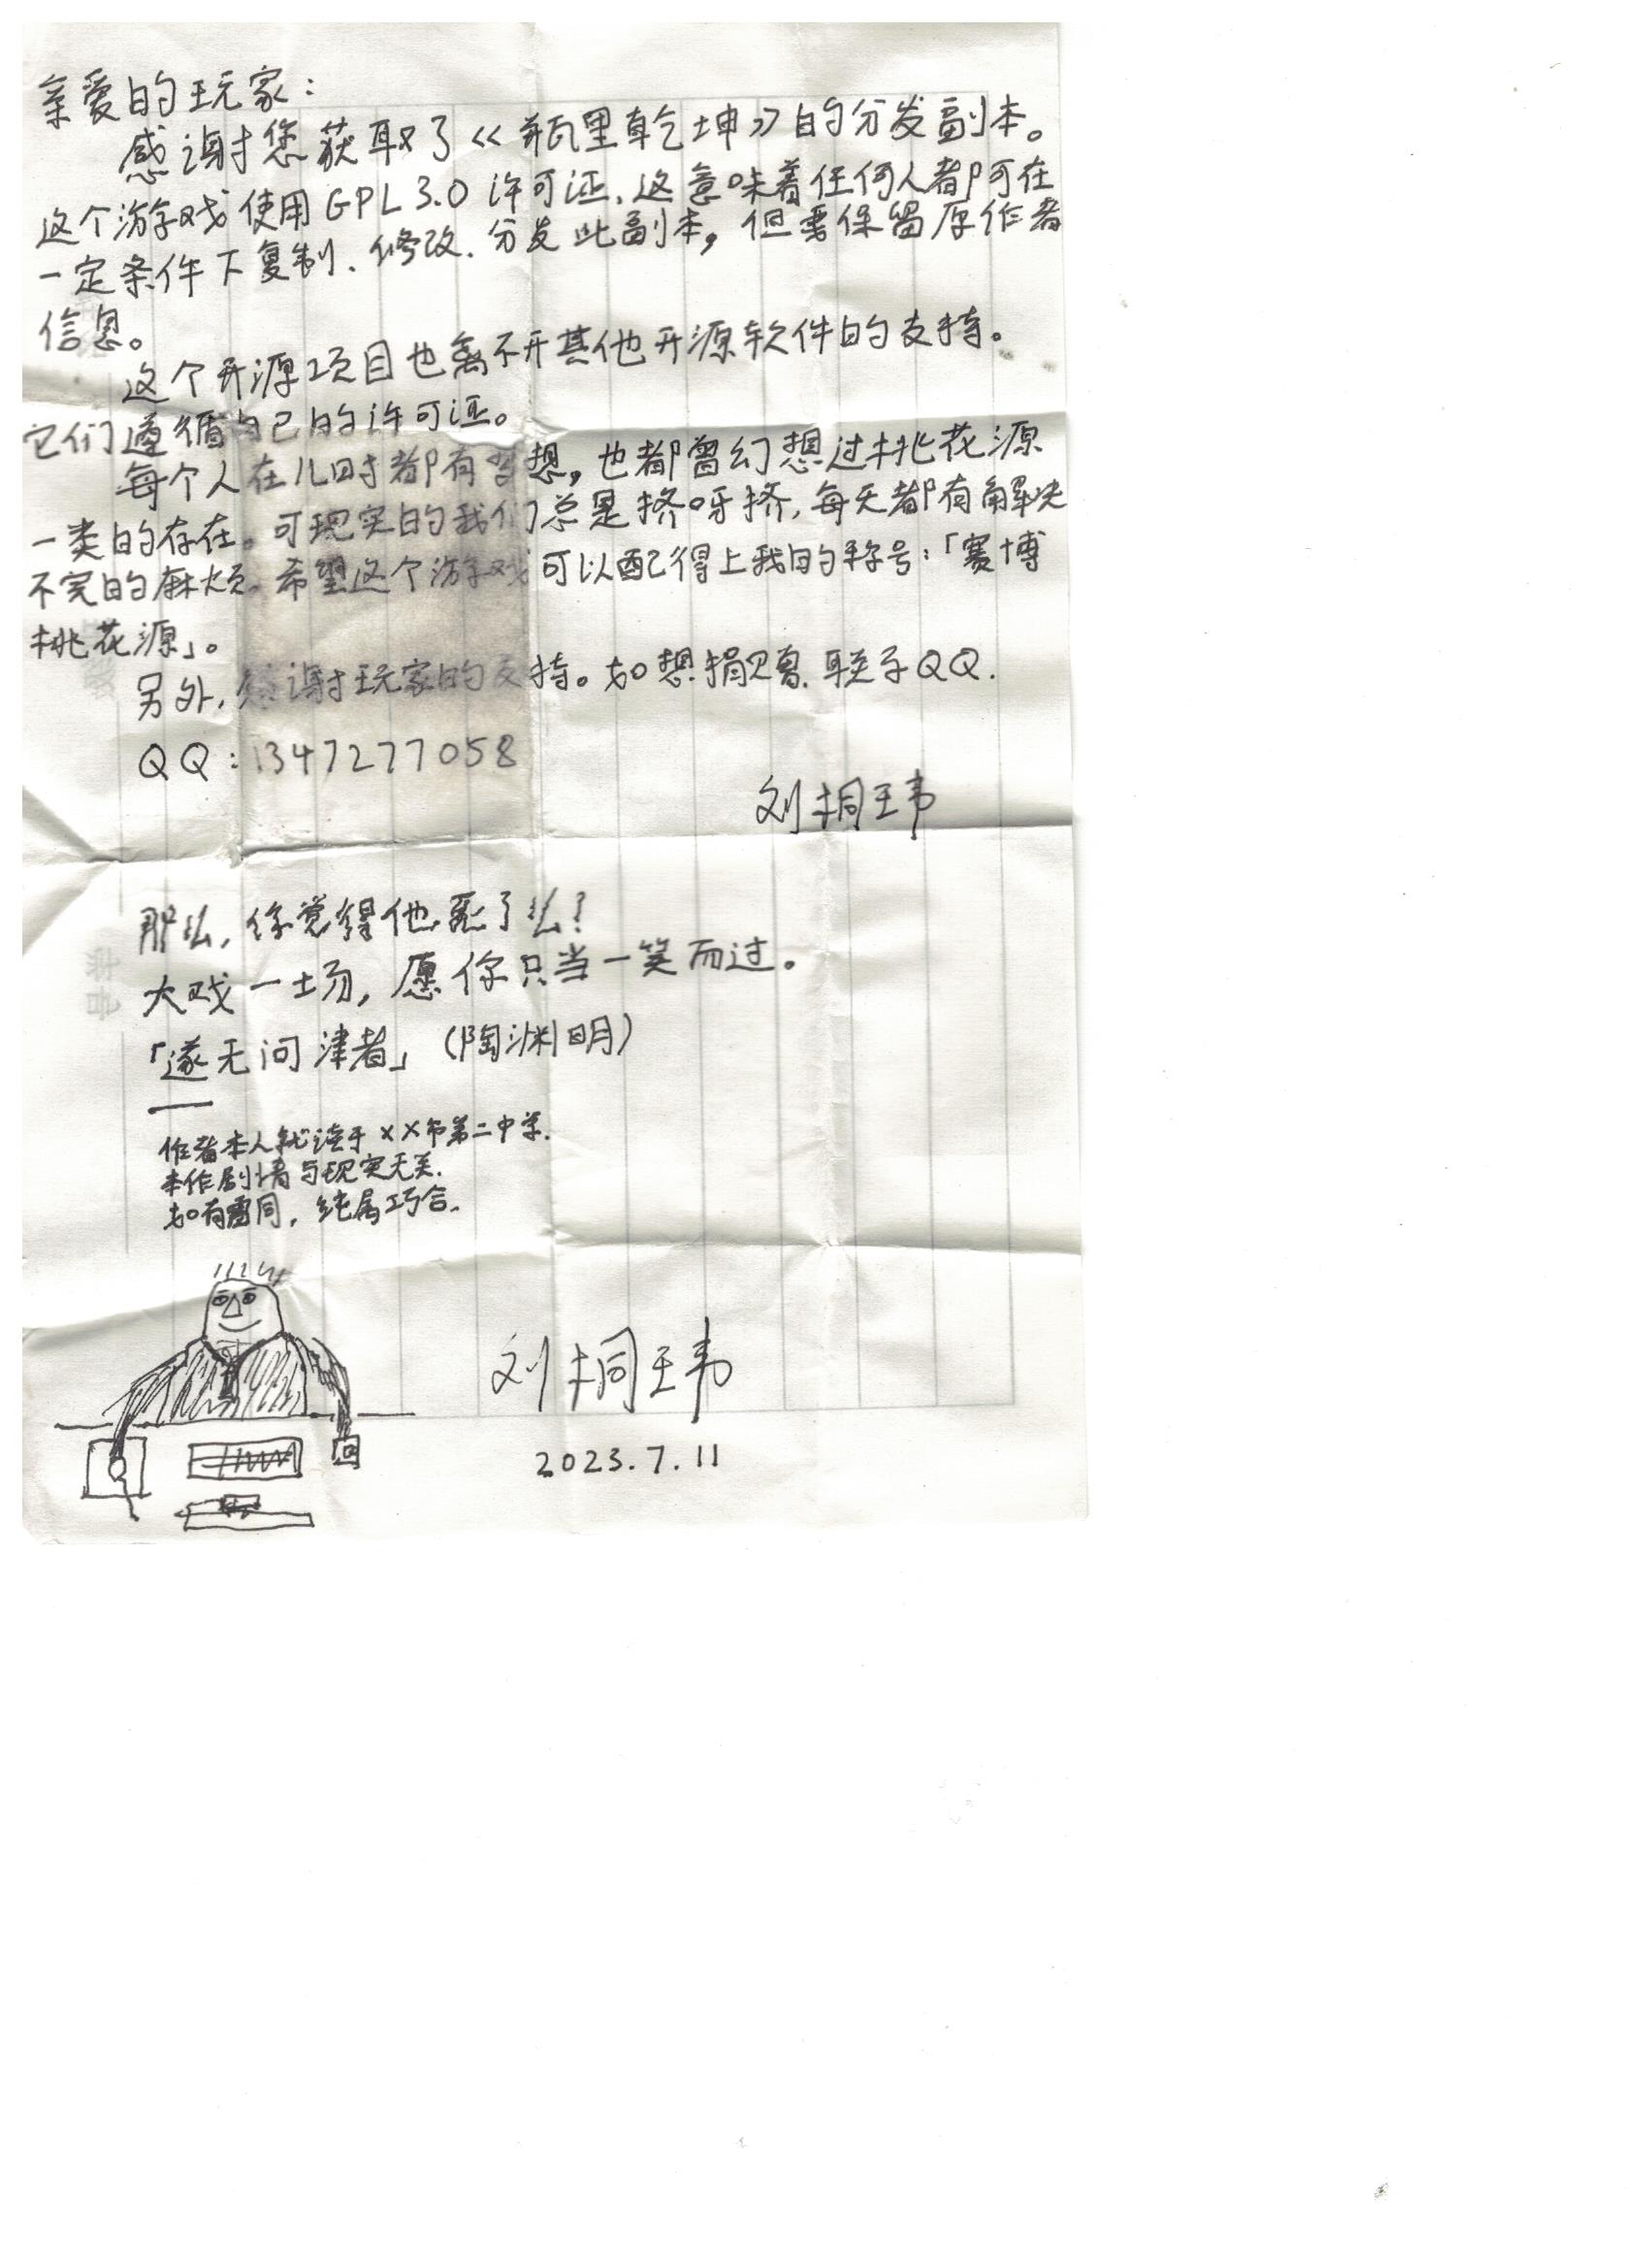 亲爱的玩家：
感谢您获取了《瓶里乾坤》的分发副本。
这个游戏使用GPL3.0许可证，这意味着任何人都可在
一定条件下复制、修改、分发此副本，但需保留原作者
信息。
这个开源项目也离不开其他开源软件的支持。
它们遵循自己的许可证。
每个人在儿时都有梦想，也都曾幻想过桃花源
一类的存在。可现实的我们总是挤呀挤，每天都有解决
不完的麻烦。希望这个游戏可以配得上我的称号：「赛博
桃花源」。
另外，感谢玩家的支持。如想捐赠，联系QQ.
QQ：1347277058
刘桐玮
那么，你觉得他死了么？
大戏一场，愿你只当一笑而过。
「遂无问津者」（陶渊明）
作者本人就读于××市第二中学.
本作剧情与现实无关.
如有雷同，纯属巧合.
刘桐玮
2023.7.11